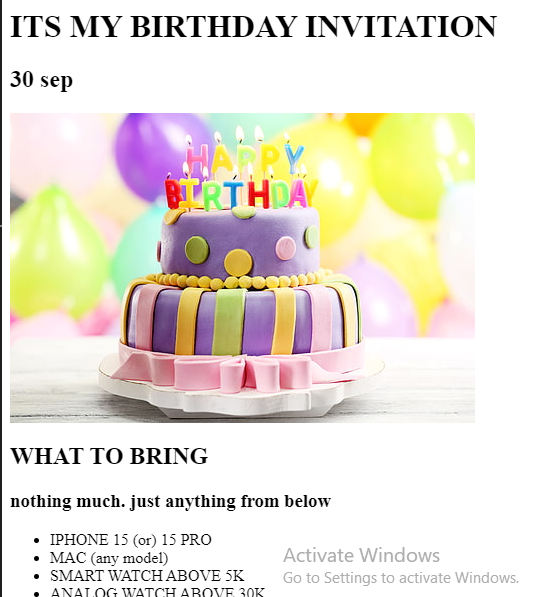 ITS MY BIRTHDAY INVITATION
30 sep
HAPPY
BIRTHDAY
WHAT TO BRING
nothing much. just anything from below
IPHONE 15 (or) 15 PRO
MAC (any model)
SMART WATCH ABOVE 5K
ANALOG WATCH ABOVE 30K
Activate Windows
Go to Settings to activate Windows.